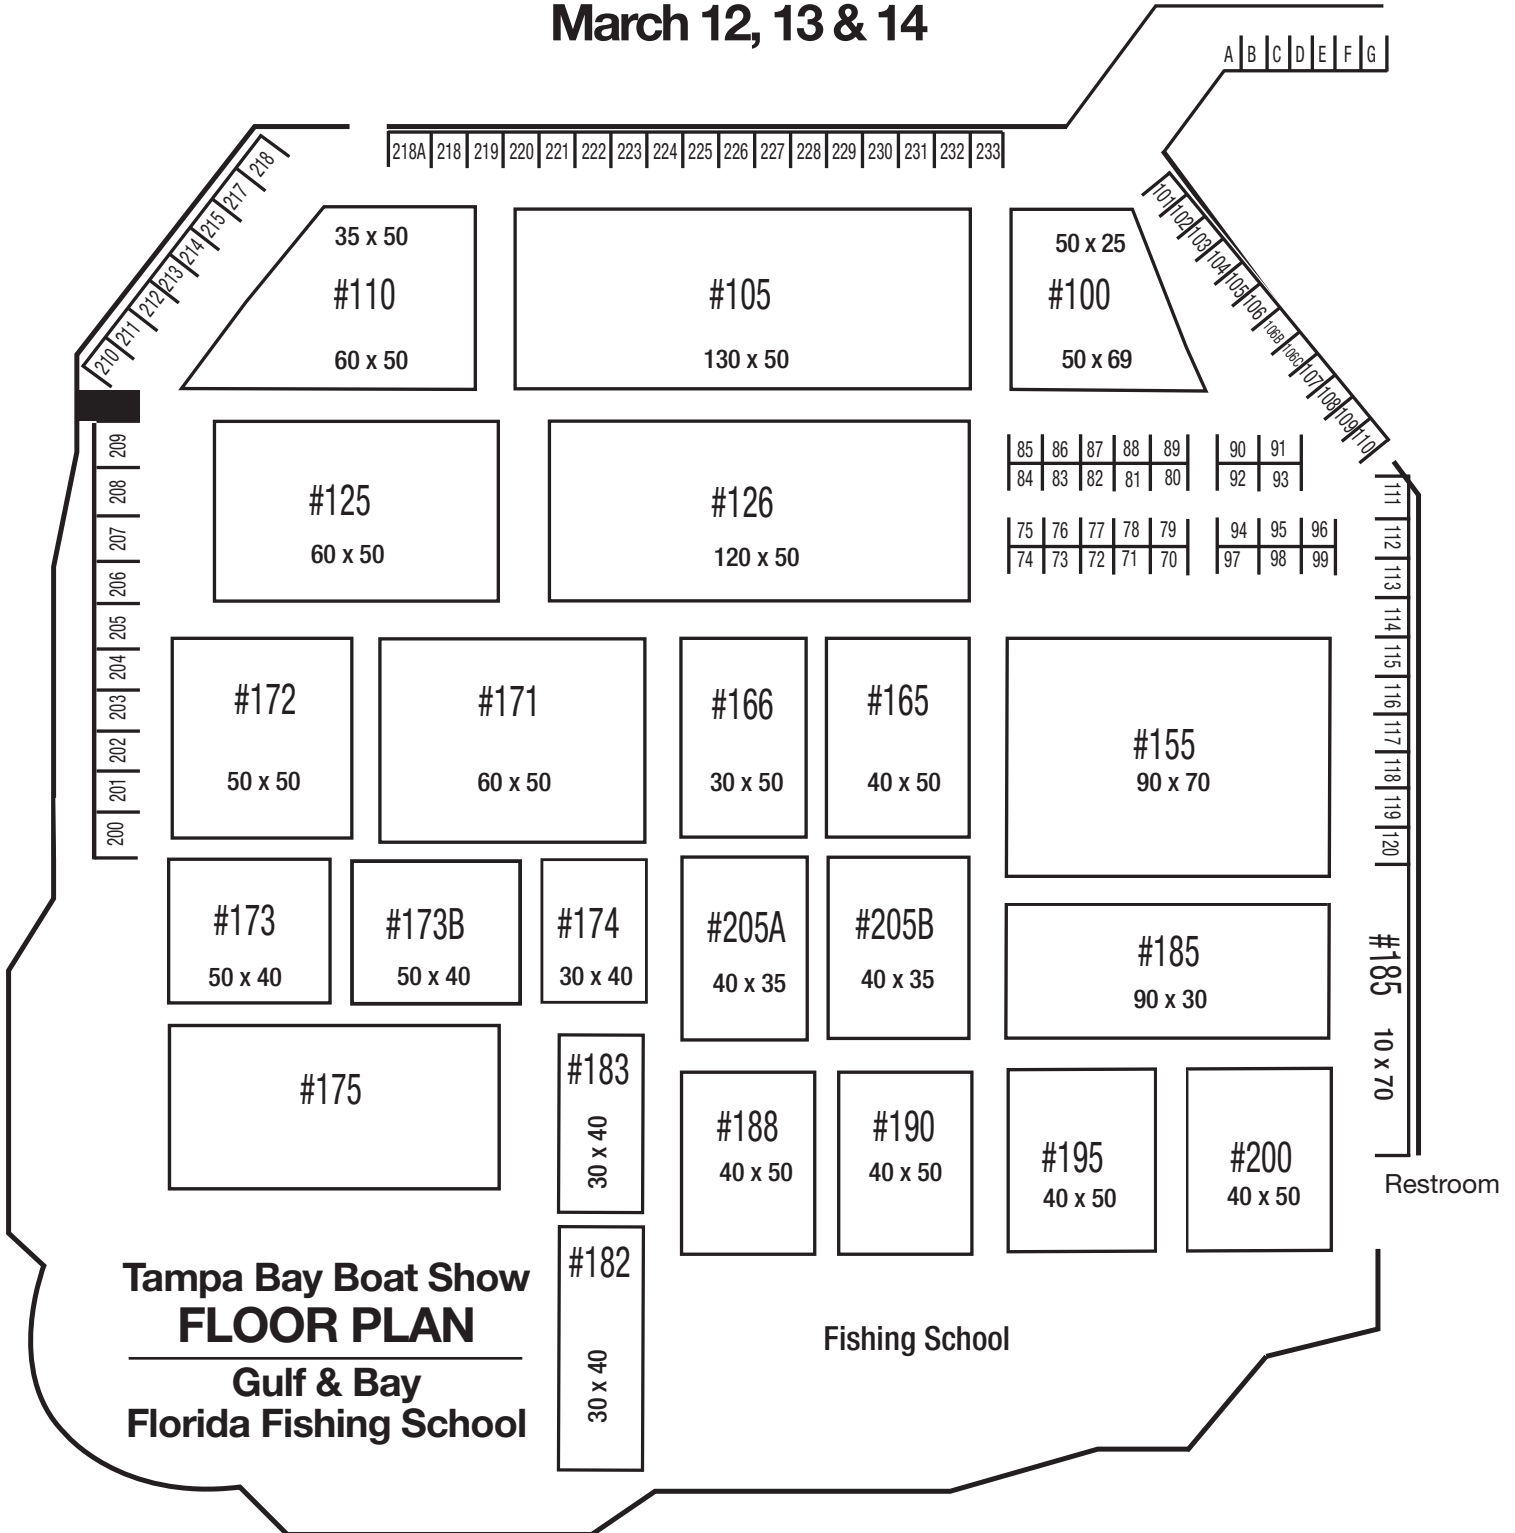 March 12, 13 & 14
A B C D E F G
218A 218 219 220 221 222 223 224 225 226 227 228 229 230 231 232 233
218
217
215
214
213
212
211
210
101
102
103
104
105
106
106B
106C
107
108
109
110
35 x 50
#110
60 x 50
#105
130 x 50
50 x 25
#100
50 x 69
209
208
207
206
205
204
203
202
201
200
#125
60 x 50
#126
120 x 50
85 86 87 88 89
84 83 82 81 80
90 91
92 93
75 76 77 78 79
74 73 72 71 70
94 95 96
97 98 99
111
112
113
114
115
116
117
118
119
120
#172
50 x 50
#171
60 x 50
#166
30 x 50
#165
40 x 50
#155
90 x 70
#173
50 x 40
#173B
50 x 40
#174
30 x 40
#205A
40 x 35
#205B
40 x 35
#185
90 x 30
#185 10 x 70
#175
#183
30 x 40
#188
40 x 50
#190
40 x 50
#195
40 x 50
#200
40 x 50
Restroom
#182
30 x 40
Tampa Bay Boat Show
FLOOR PLAN
Gulf & Bay
Florida Fishing School
Fishing School